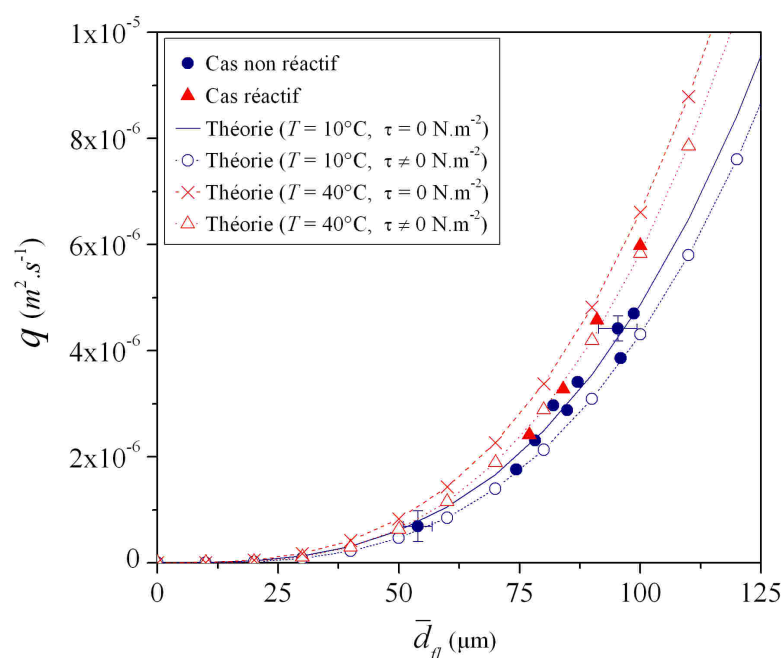 1x10⁻⁵
8x10⁻⁶
6x10⁻⁶
4x10⁻⁶
2x10⁻⁶
0
q (m².s⁻¹)
Cas non réactif
Cas réactif
Théorie (T = 10°C, τ = 0 N.m⁻²)
Théorie (T = 10°C, τ ≠ 0 N.m⁻²)
Théorie (T = 40°C, τ = 0 N.m⁻²)
Théorie (T = 40°C, τ ≠ 0 N.m⁻²)
0 25 50 75 100 125
d̅_fl (µm)